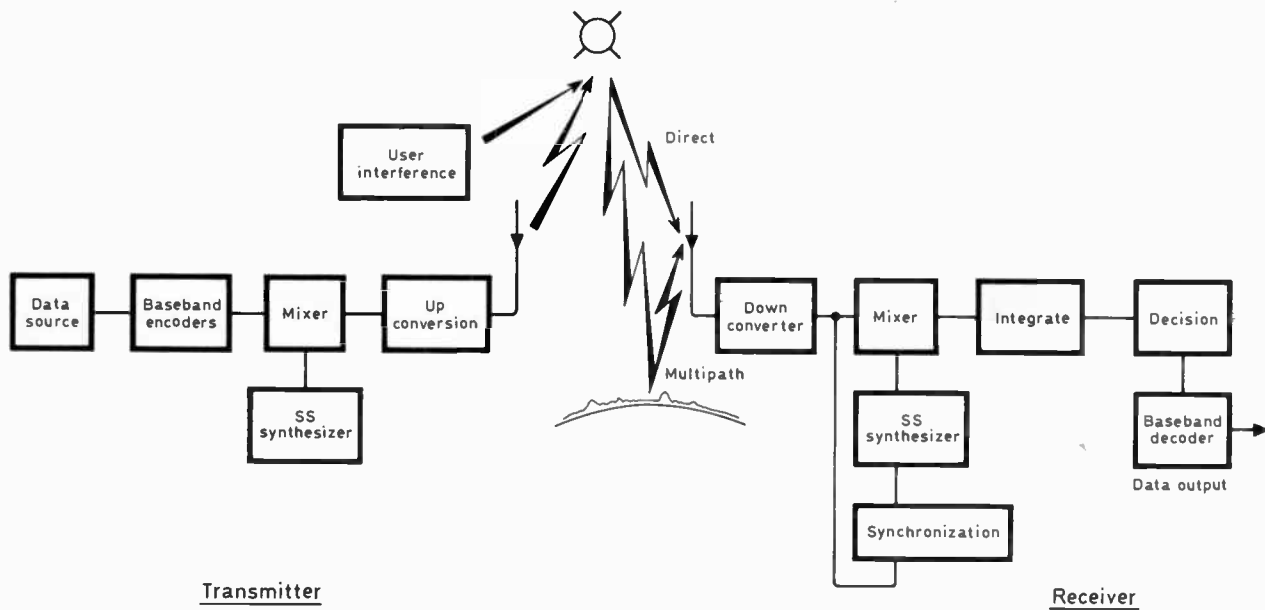 User
interference
Direct
Data
source
Baseband
encoders
Mixer
Up
conversion
SS
synthesizer
Multipath
Down
converter
Mixer
Integrate
Decision
SS
synthesizer
Baseband
decoder
Data output
Synchronization
Transmitter
Receiver